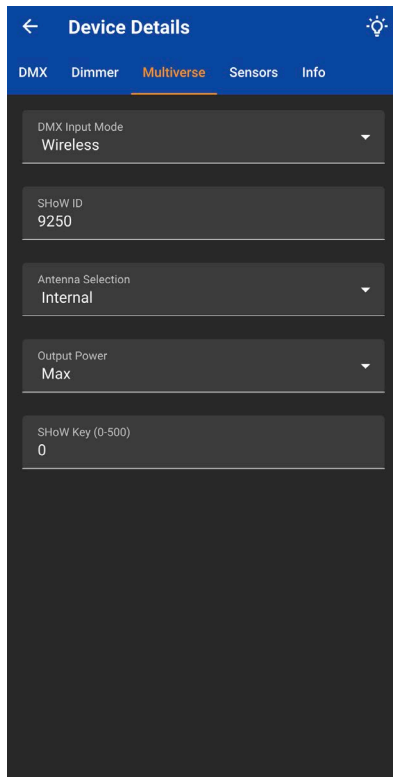 Device Details
DMX Dimmer Multiverse Sensors Info
DMX Input Mode
Wireless
SHoW ID
9250
Antenna Selection
Internal
Output Power
Max
SHoW Key (0-500)
0